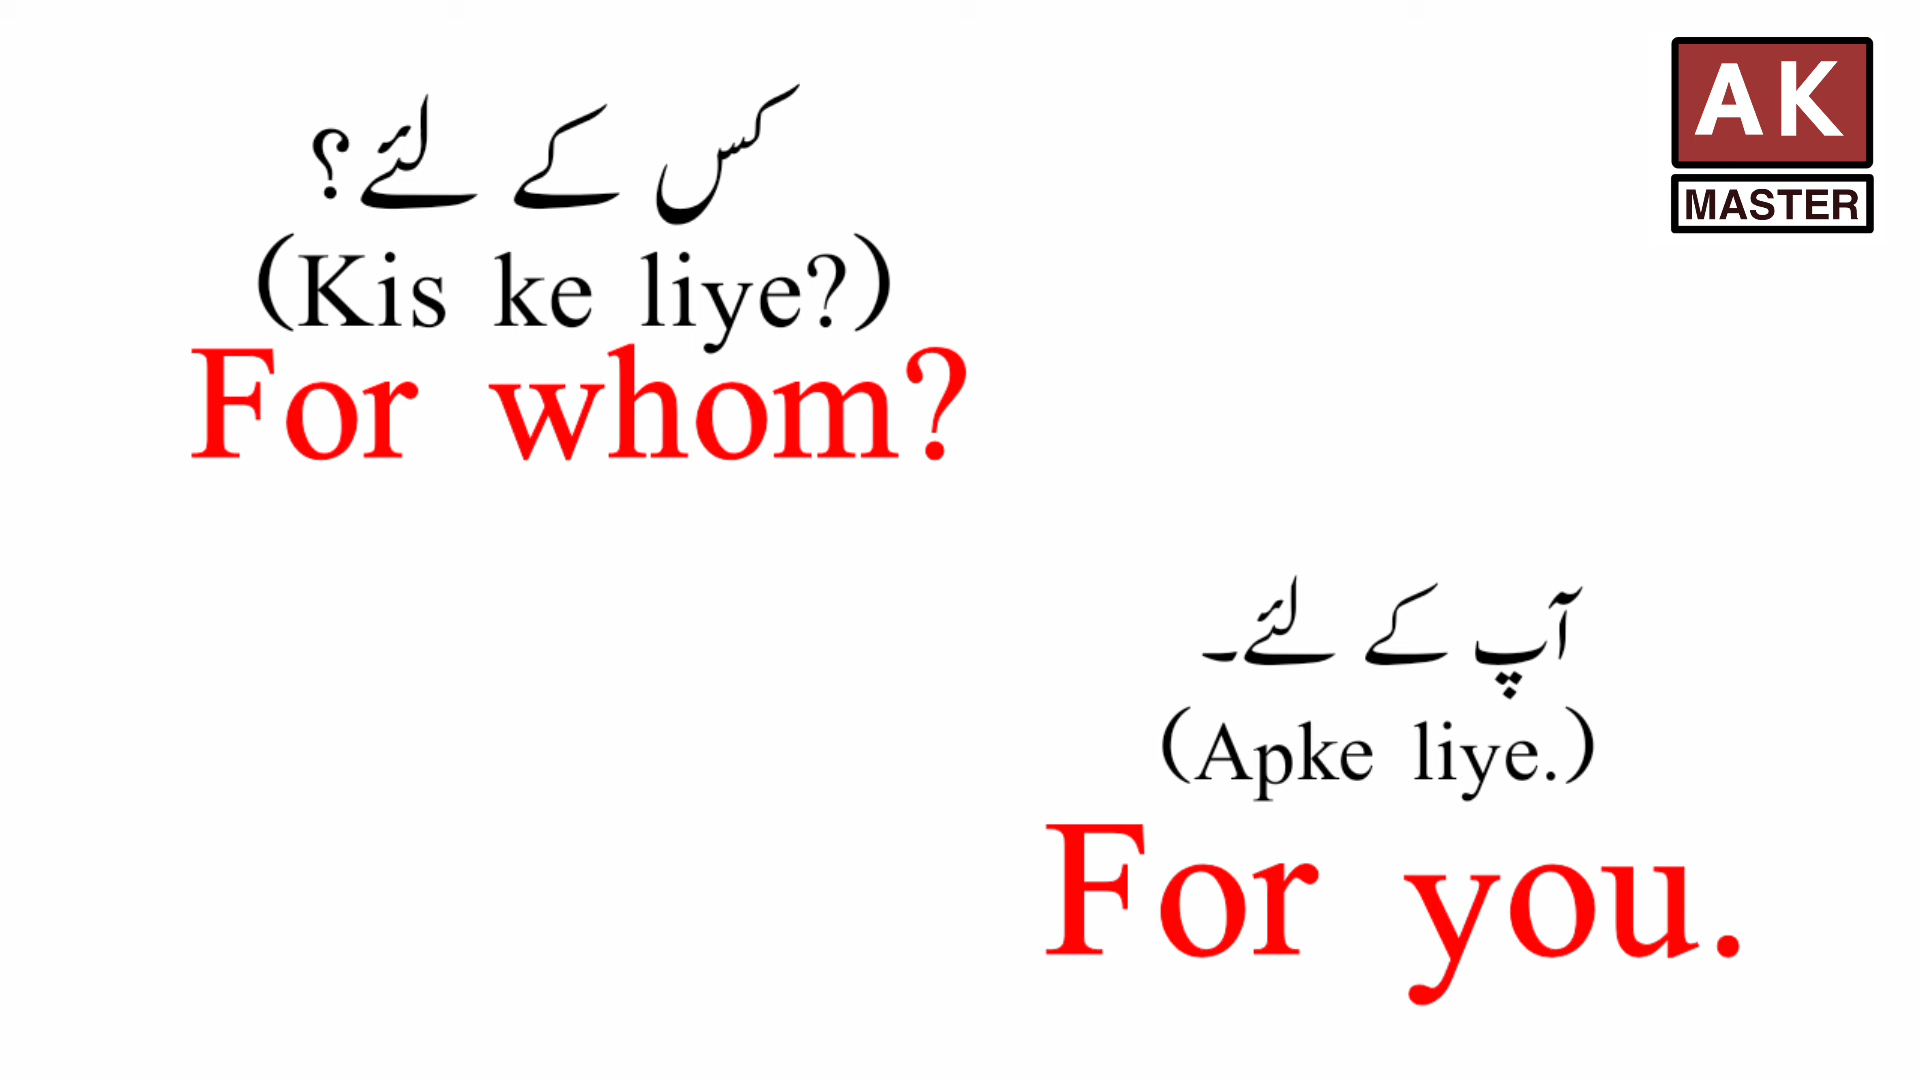 کس کے لئے؟
(Kis ke liye?)
For whom?
AK
MASTER
آپ کے لئے۔
(Apke liye.)
For you.